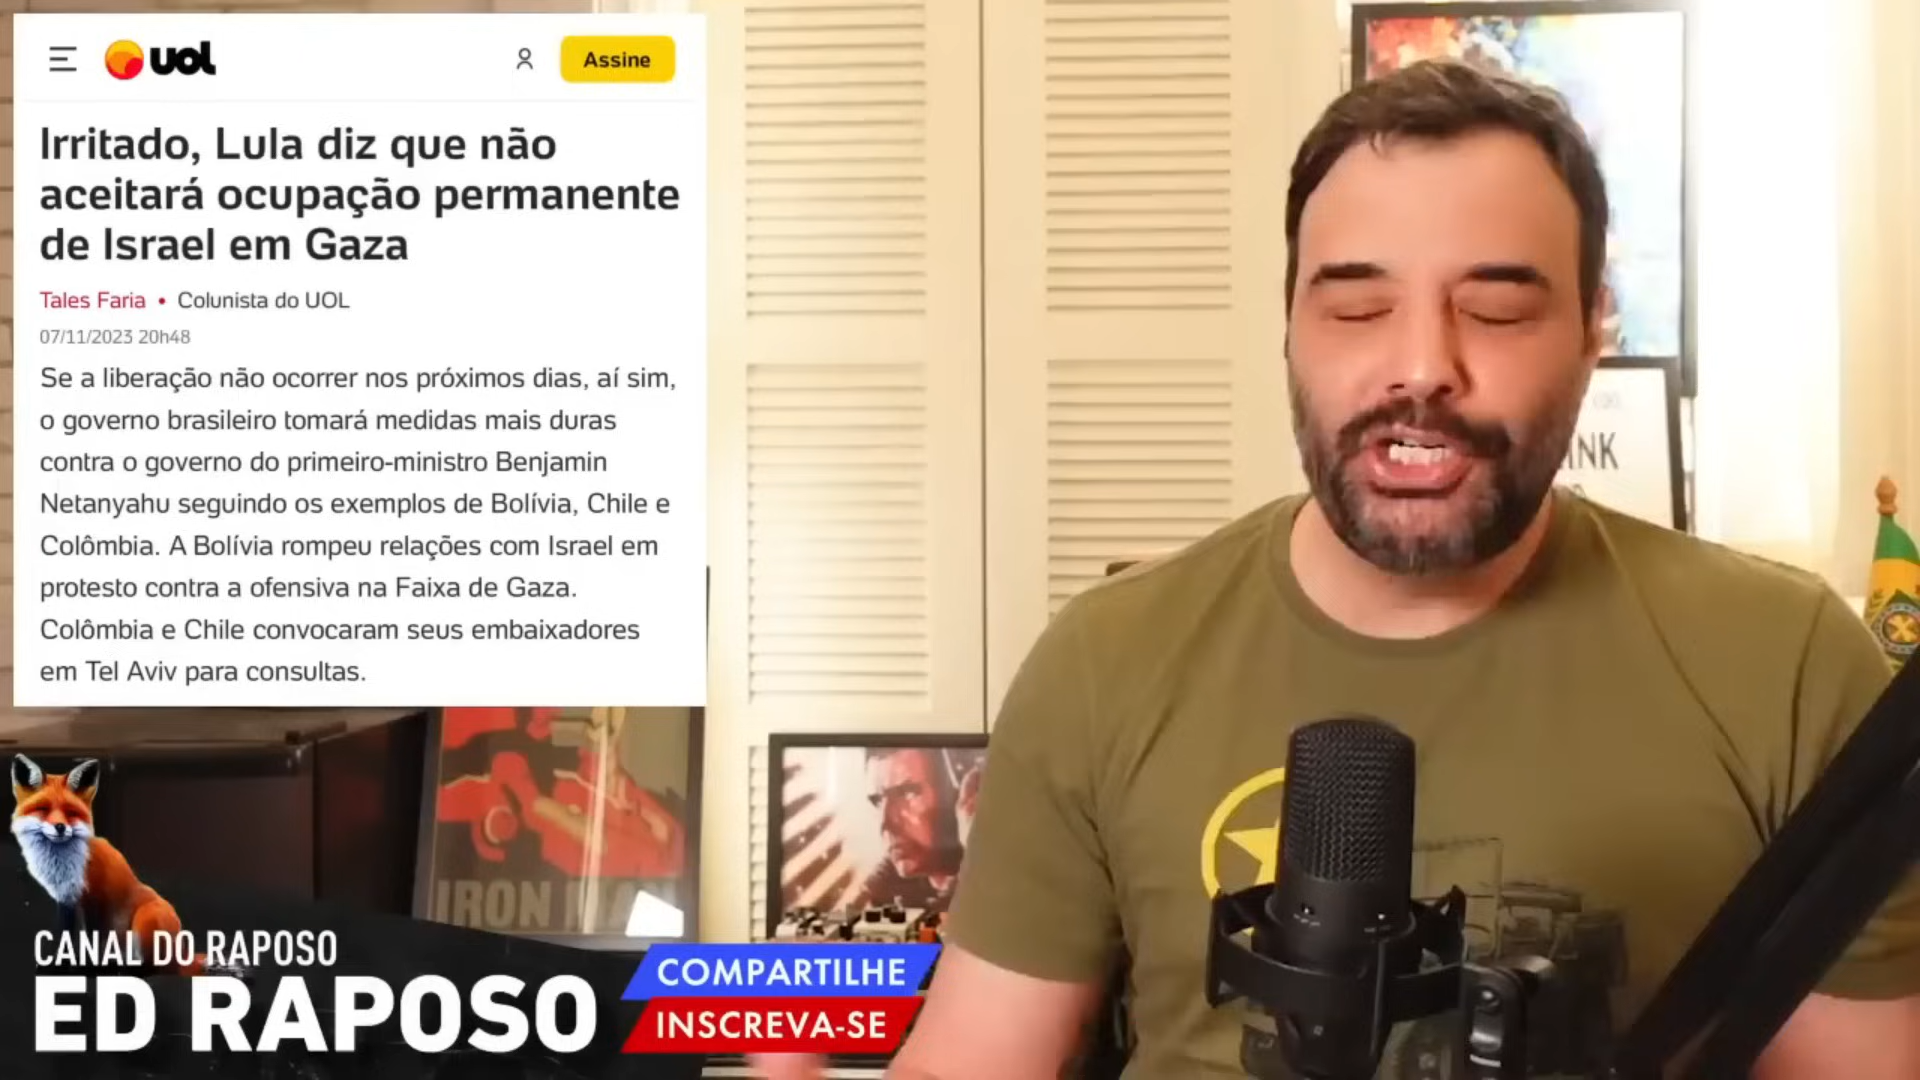 uol
Assine
Irritado, Lula diz que não
aceitará ocupação permanente
de Israel em Gaza
Tales Faria • Colunista do UOL
07/11/2023 20h48
Se a liberação não ocorrer nos próximos dias, aí sim,
o governo brasileiro tomará medidas mais duras
contra o governo do primeiro-ministro Benjamin
Netanyahu seguindo os exemplos de Bolívia, Chile e
Colômbia. A Bolívia rompeu relações com Israel em
protesto contra a ofensiva na Faixa de Gaza.
Colômbia e Chile convocaram seus embaixadores
em Tel Aviv para consultas.
IRON MAN
CANAL DO RAPOSO
ED RAPOSO
COMPARTILHE
INSCREVA-SE